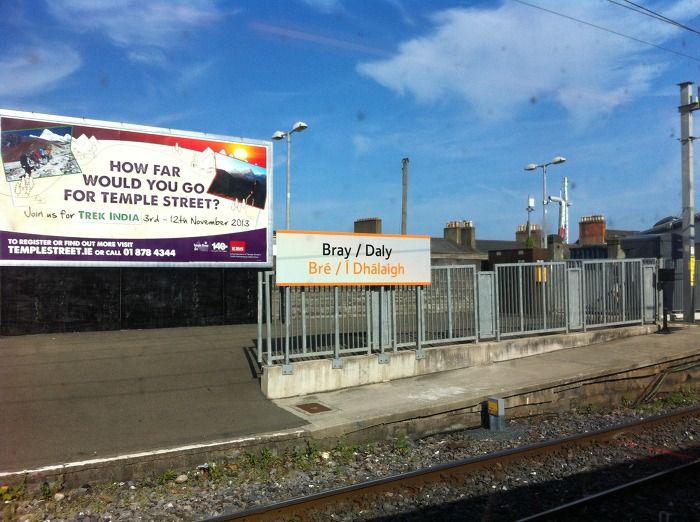 HOW FAR
WOULD YOU GO
FOR TEMPLE STREET?
Join us for TREK INDIA 3rd - 12th November 2013
TO REGISTER OR FIND OUT MORE VISIT
TEMPLESTREET.IE OR CALL 01 878 4344
Bray / Daly
Bré / Í Dhálaigh